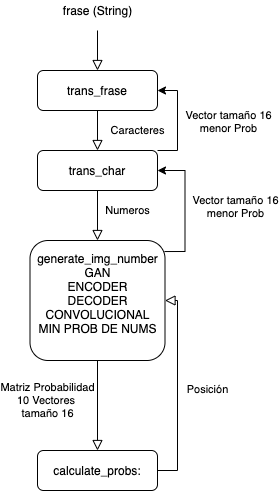 frase (String)
trans_frase
Vector tamaño 16
menor Prob
Caracteres
trans_char
Vector tamaño 16
menor Prob
Numeros
generate_img_number
GAN
ENCODER
DECODER
CONVOLUCIONAL
MIN PROB DE NUMS
Matriz Probabilidad
10 Vectores
tamaño 16
Posición
calculate_probs: